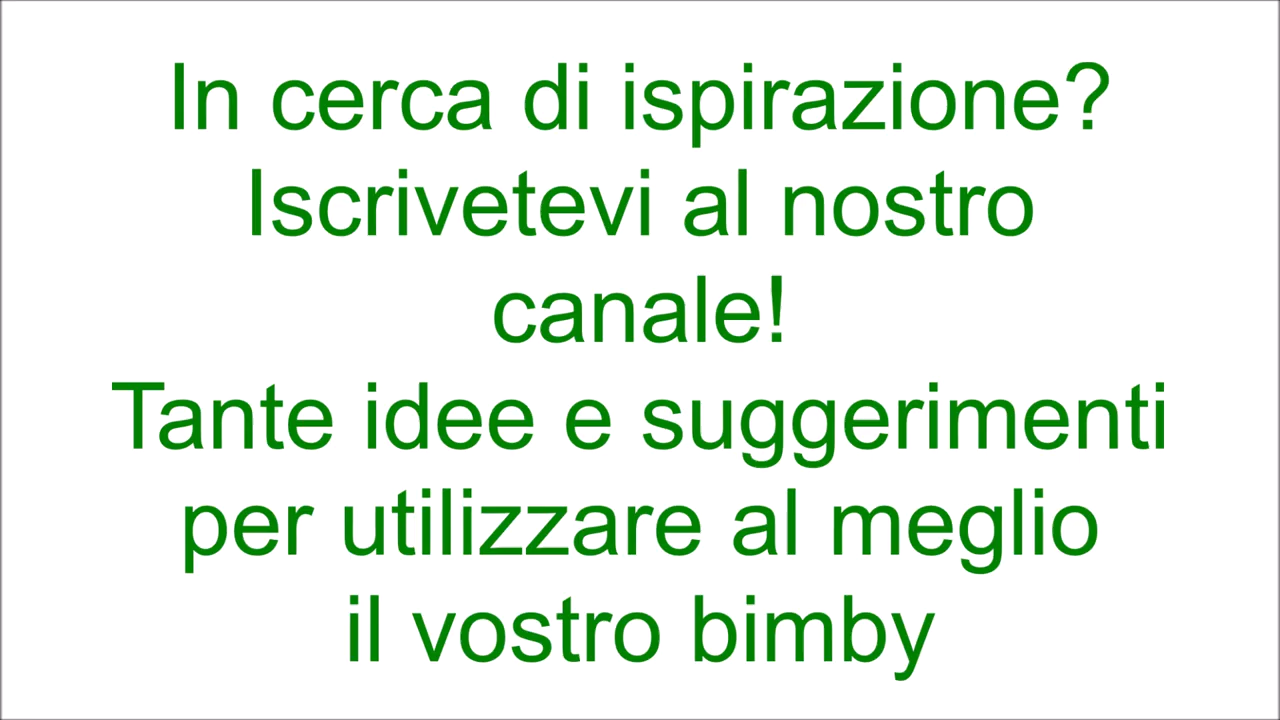 In cerca di ispirazione?
Iscrivetevi al nostro
canale!
Tante idee e suggerimenti
per utilizzare al meglio
il vostro bimby